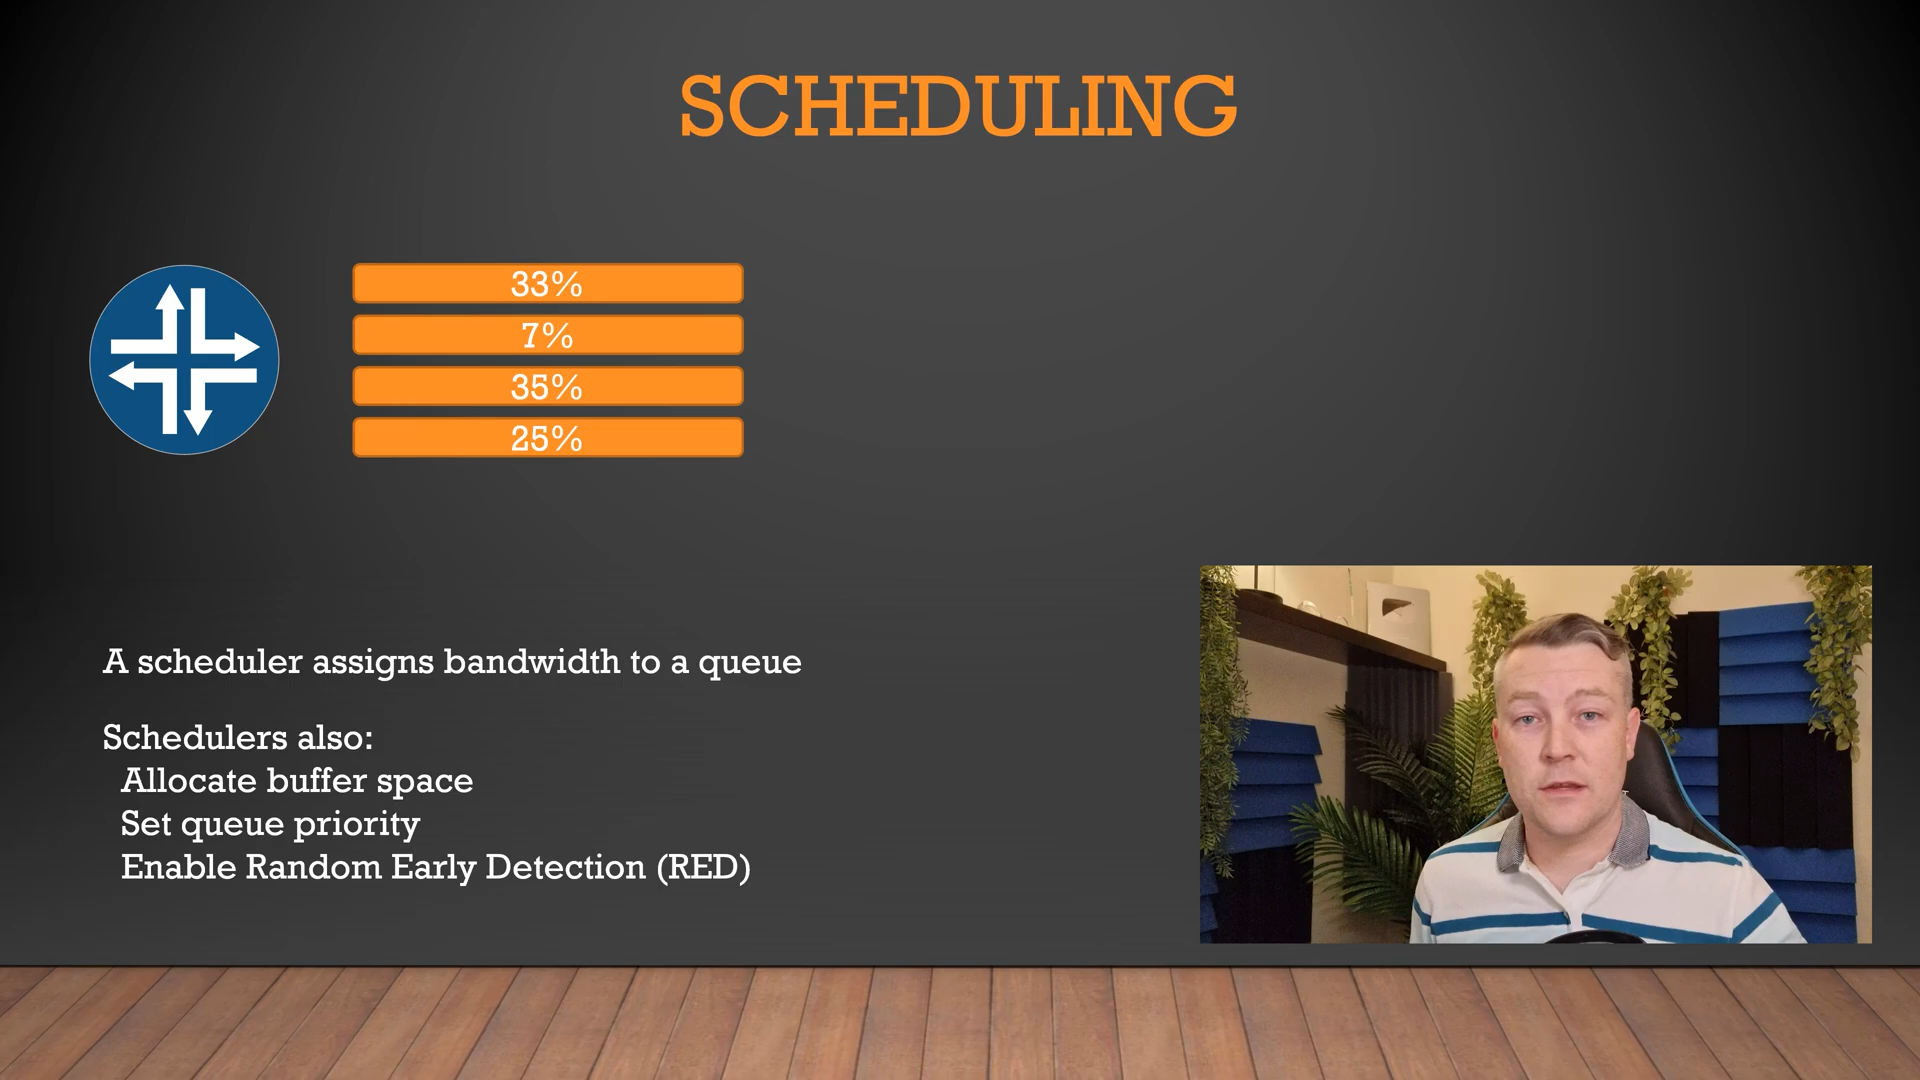 SCHEDULING
33%
7%
35%
25%
A scheduler assigns bandwidth to a queue
Schedulers also:
Allocate buffer space
Set queue priority
Enable Random Early Detection (RED)